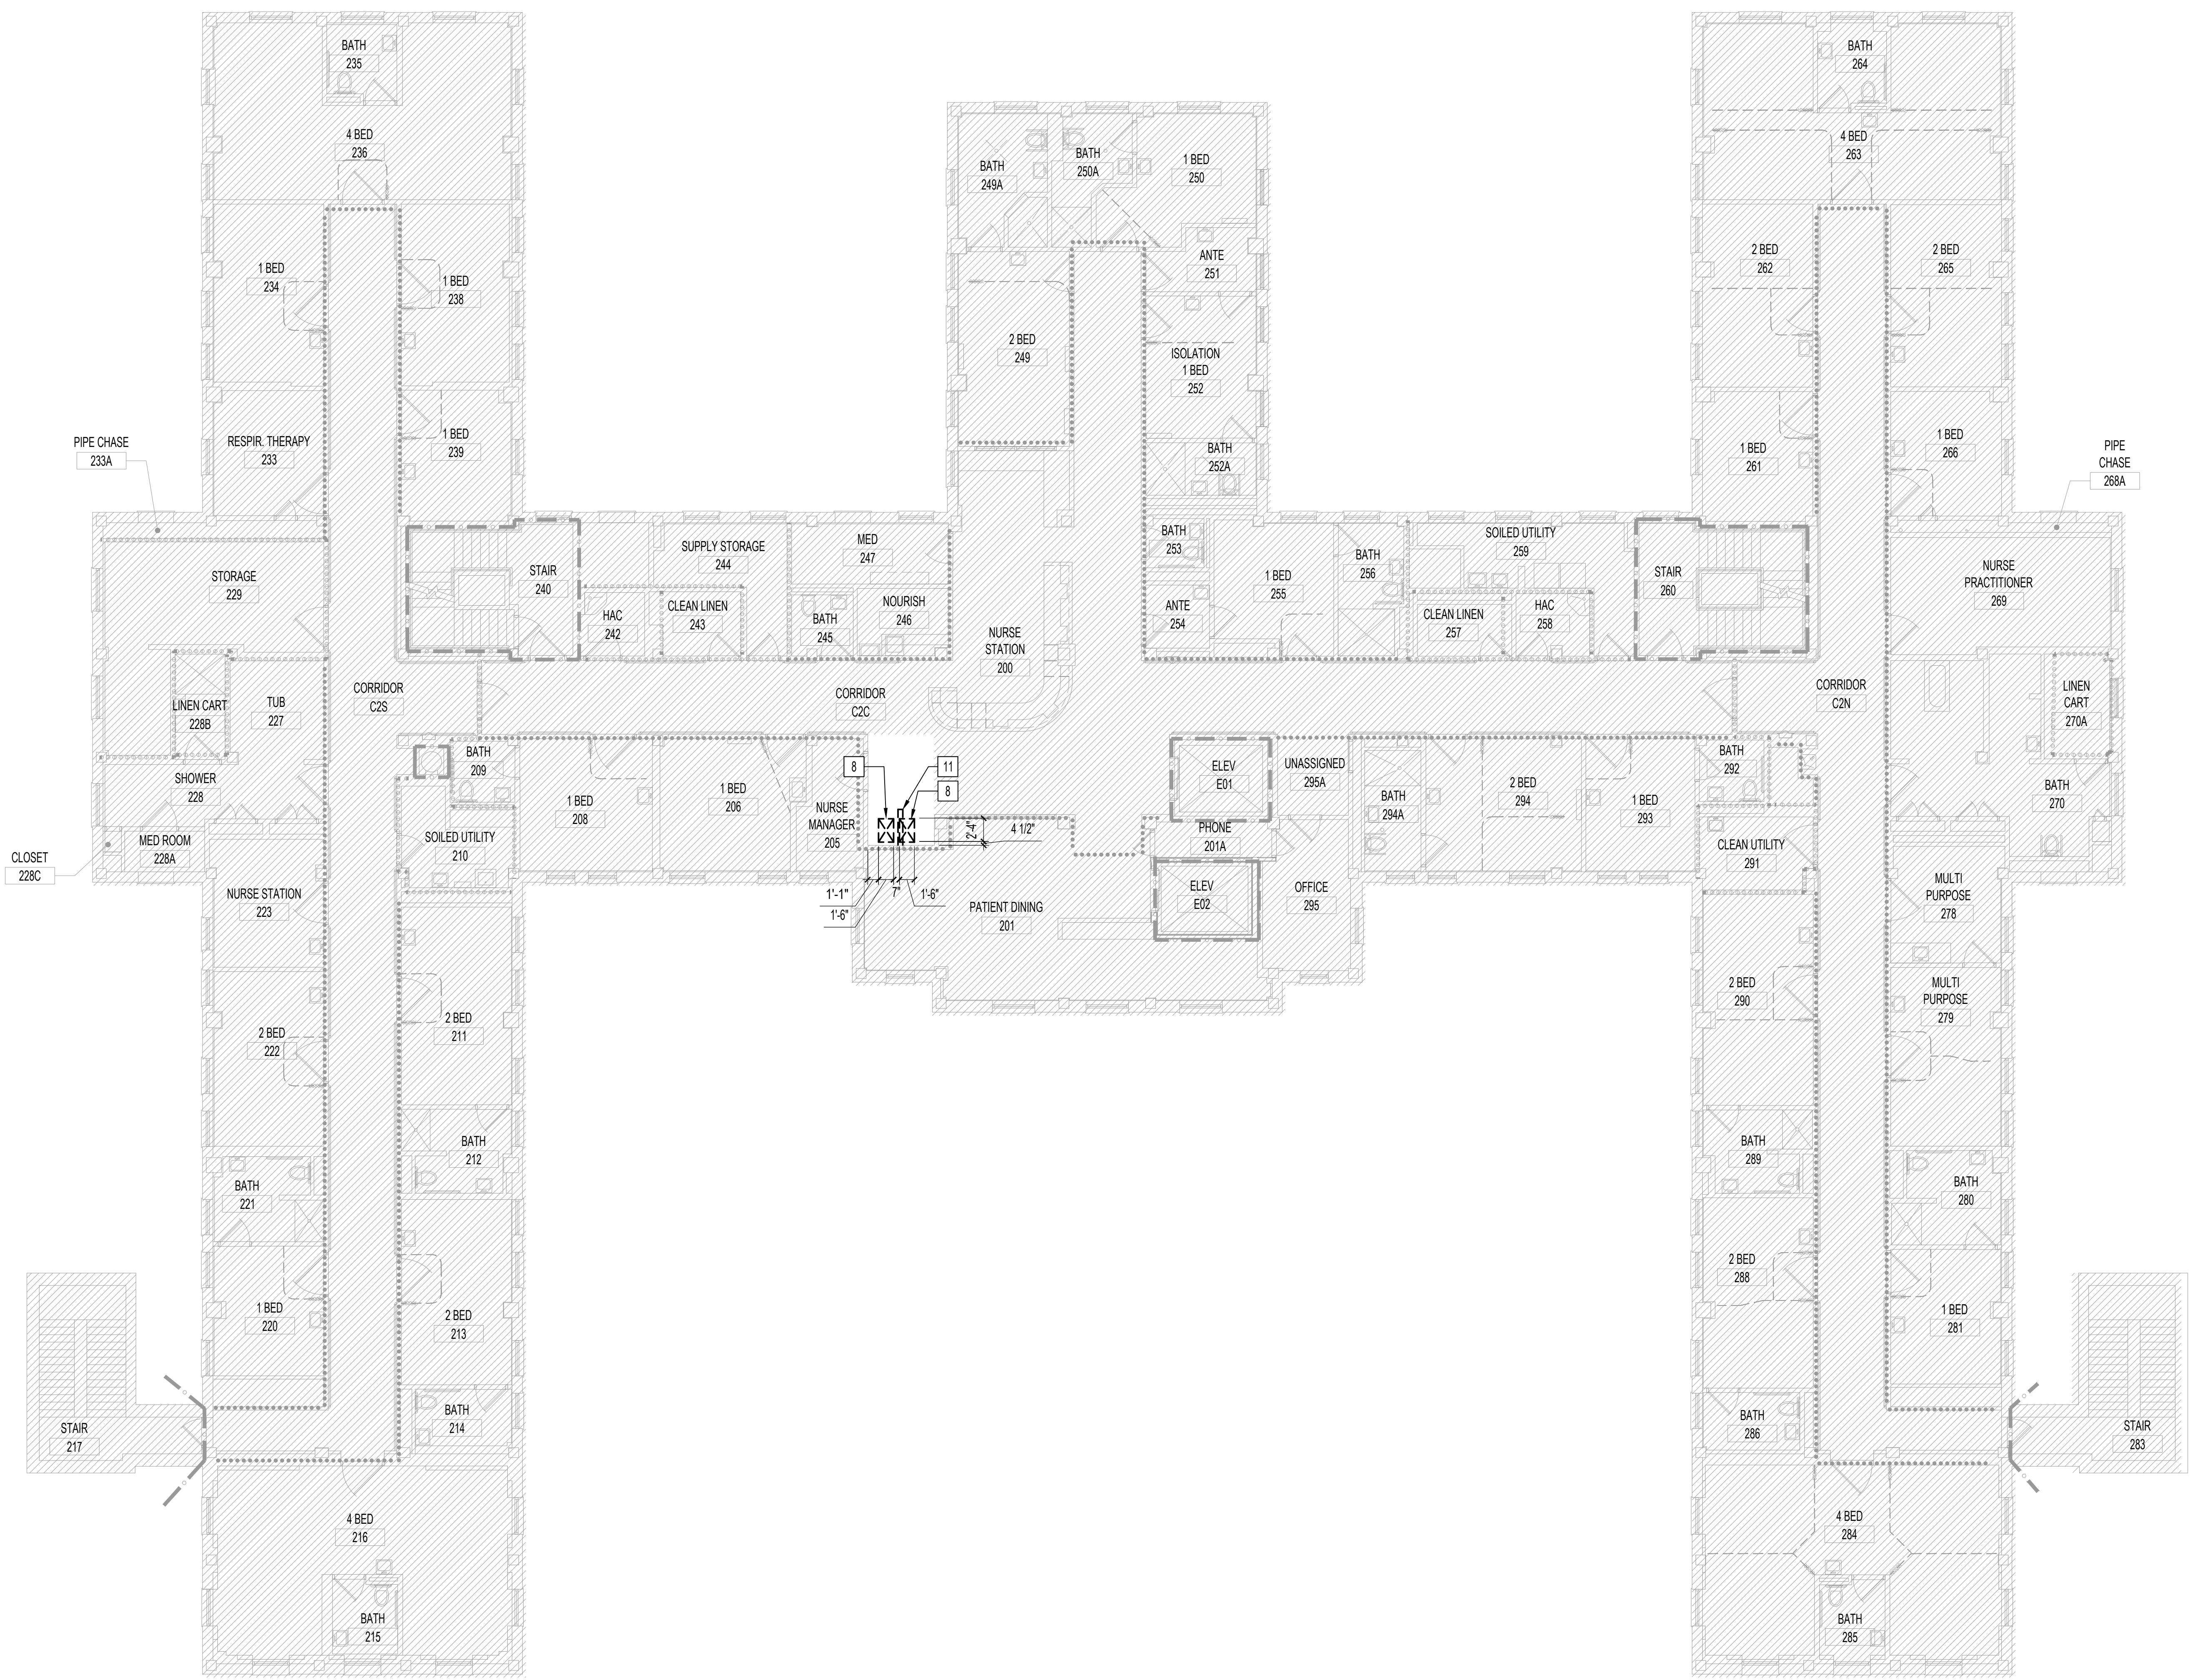 BATH
235
4 BED
236
1 BED
234
1 BED
238
RESPIR. THERAPY
233
1 BED
239
PIPE CHASE
233A
STORAGE
229
STAIR
240
SUPPLY STORAGE
244
MED
247
HAC
242
CLEAN LINEN
243
BATH
245
NOURISH
246
LINEN CART
228B
TUB
227
CORRIDOR
C2S
CORRIDOR
C2C
SHOWER
228
MED ROOM
228A
CLOSET
228C
BATH
209
SOILED UTILITY
210
1 BED
208
1 BED
206
NURSE
MANAGER
205
8
11
8
2'-4"
4 1/2"
1'-1"
1'-6"
7"
1'-6"
NURSE STATION
223
2 BED
222
2 BED
211
BATH
212
BATH
221
1 BED
220
2 BED
213
BATH
214
STAIR
217
4 BED
216
BATH
215
BATH
249A
BATH
250A
1 BED
250
ANTE
251
2 BED
249
ISOLATION
1 BED
252
BATH
252A
BATH
253
ANTE
254
1 BED
255
BATH
256
NURSE
STATION
200
SOILED UTILITY
259
CLEAN LINEN
257
HAC
258
STAIR
260
ELEV
E01
UNASSIGNED
295A
PHONE
201A
ELEV
E02
OFFICE
295
PATIENT DINING
201
BATH
294A
2 BED
294
1 BED
293
BATH
292
CLEAN UTILITY
291
BATH
264
4 BED
263
2 BED
262
2 BED
265
1 BED
261
1 BED
266
PIPE
CHASE
268A
NURSE
PRACTITIONER
269
CORRIDOR
C2N
LINEN
CART
270A
BATH
270
MULTI
PURPOSE
278
MULTI
PURPOSE
279
2 BED
290
BATH
289
BATH
280
2 BED
288
1 BED
281
BATH
286
STAIR
283
4 BED
284
BATH
285